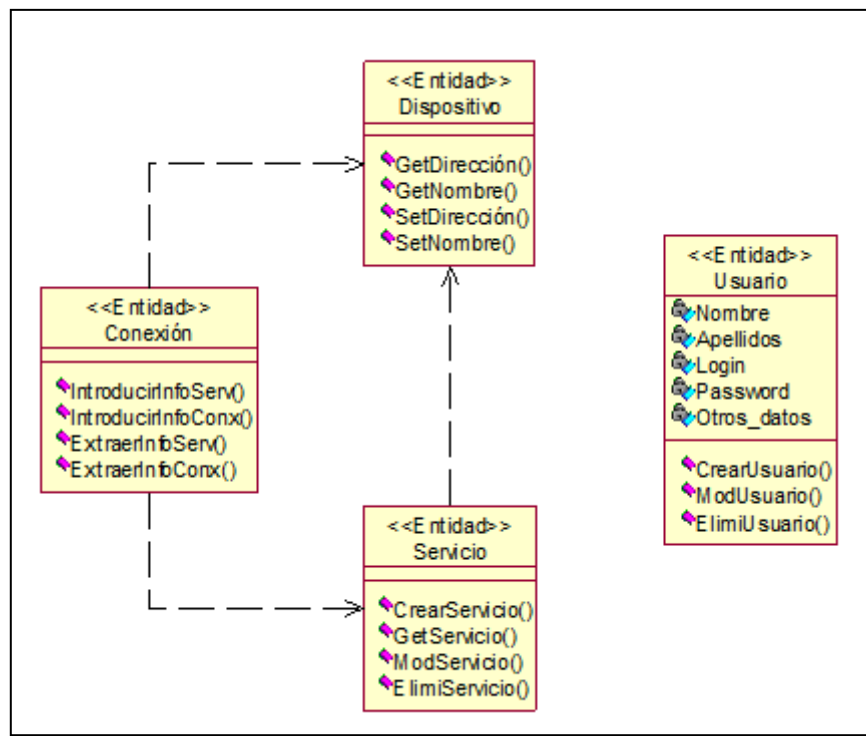 <<Entidad>>
Dispositivo
GetDirección()
GetNombre()
SetDirección()
SetNombre()
<<Entidad>>
Conexión
IntroducirInfoServ()
IntroducirInfoConx()
ExtraerInfoServ()
ExtraerInfoConx()
<<Entidad>>
Usuario
Nombre
Apellidos
Login
Password
Otros_datos
CrearUsuario()
ModUsuario()
ElimiUsuario()
<<Entidad>>
Servicio
CrearServicio()
GetServicio()
ModServicio()
ElimiServicio()